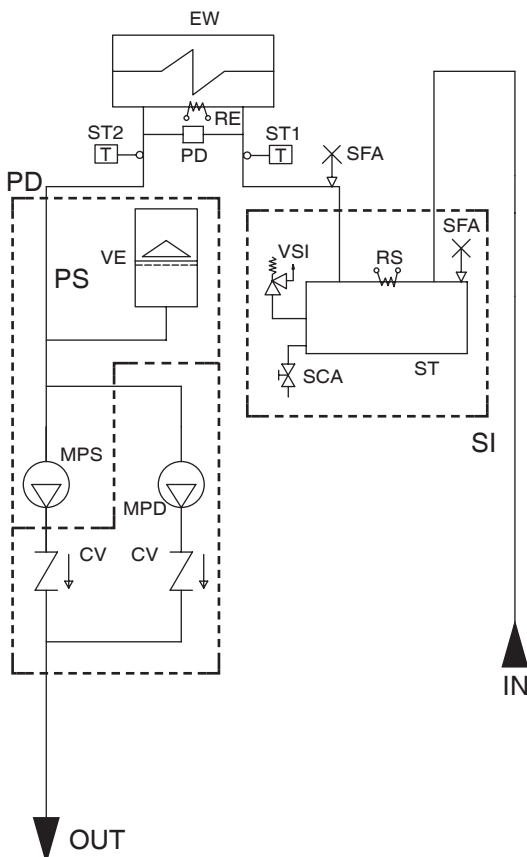 EW
RE
ST2
ST1
T
PD
T
SFA
PD
SFA
VE
VSI
RS
PS
SCA
ST
SI
MPS
MPD
CV
CV
IN
OUT